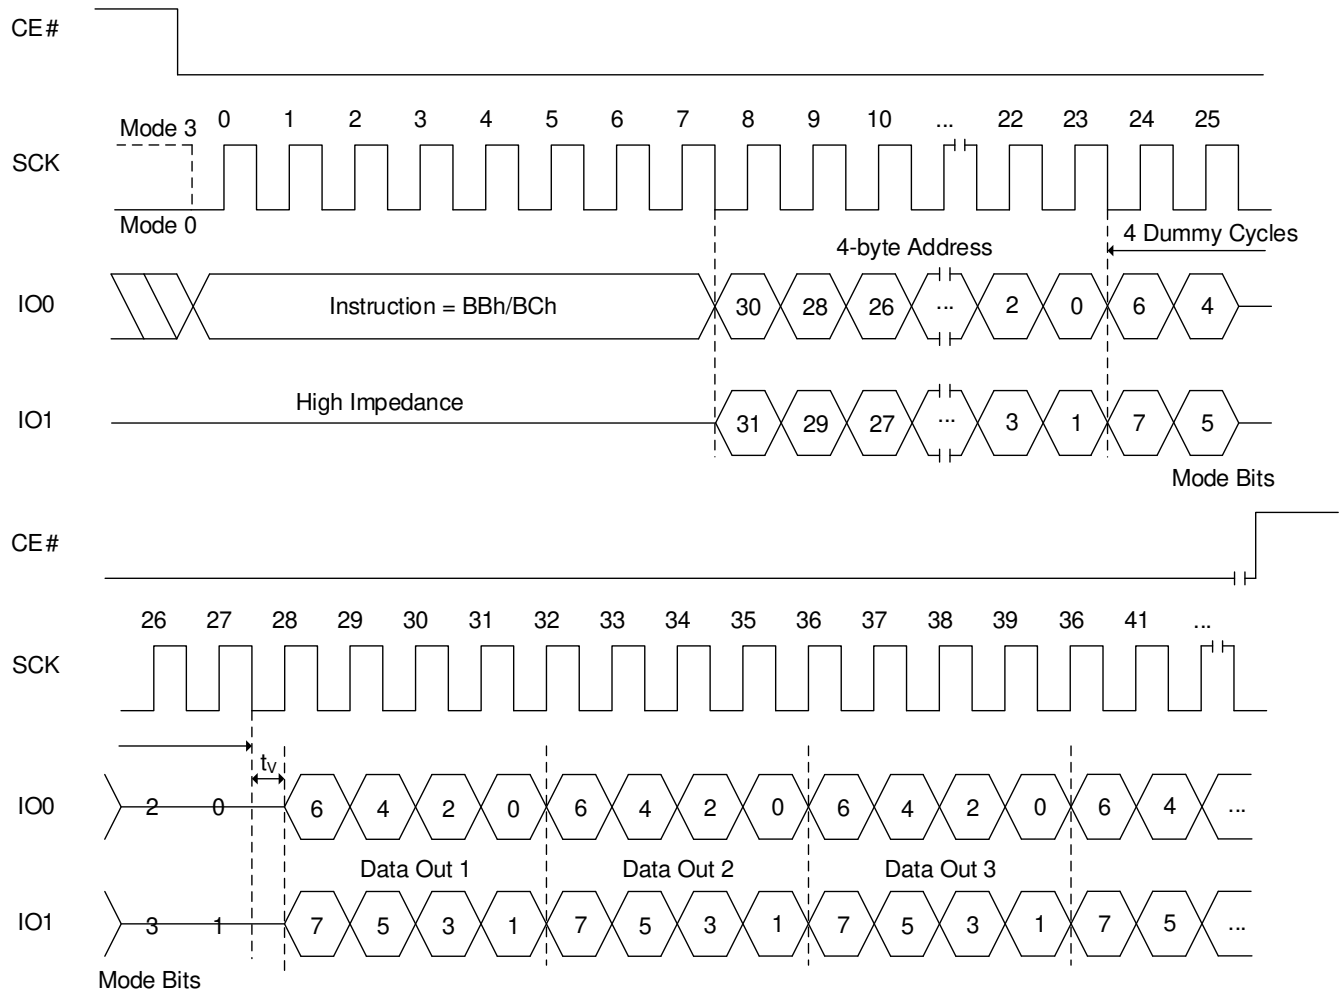 CE#
Mode 3 0 1 2 3 4 5 6 7 8 9 10 ... 22 23 24 25
SCK
Mode 0
4-byte Address 4 Dummy Cycles
IO0 Instruction = BBh/BCh 30 28 26 ... 2 0 6 4
High Impedance
IO1 31 29 27 ... 3 1 7 5
Mode Bits
CE#
26 27 28 29 30 31 32 33 34 35 36 37 38 39 36 41 ...
SCK
tV
IO0 2 0 6 4 2 0 6 4 2 0 6 4 2 0 6 4 ...
Data Out 1 Data Out 2 Data Out 3
IO1 3 1 7 5 3 1 7 5 3 1 7 5 3 1 7 5 ...
Mode Bits